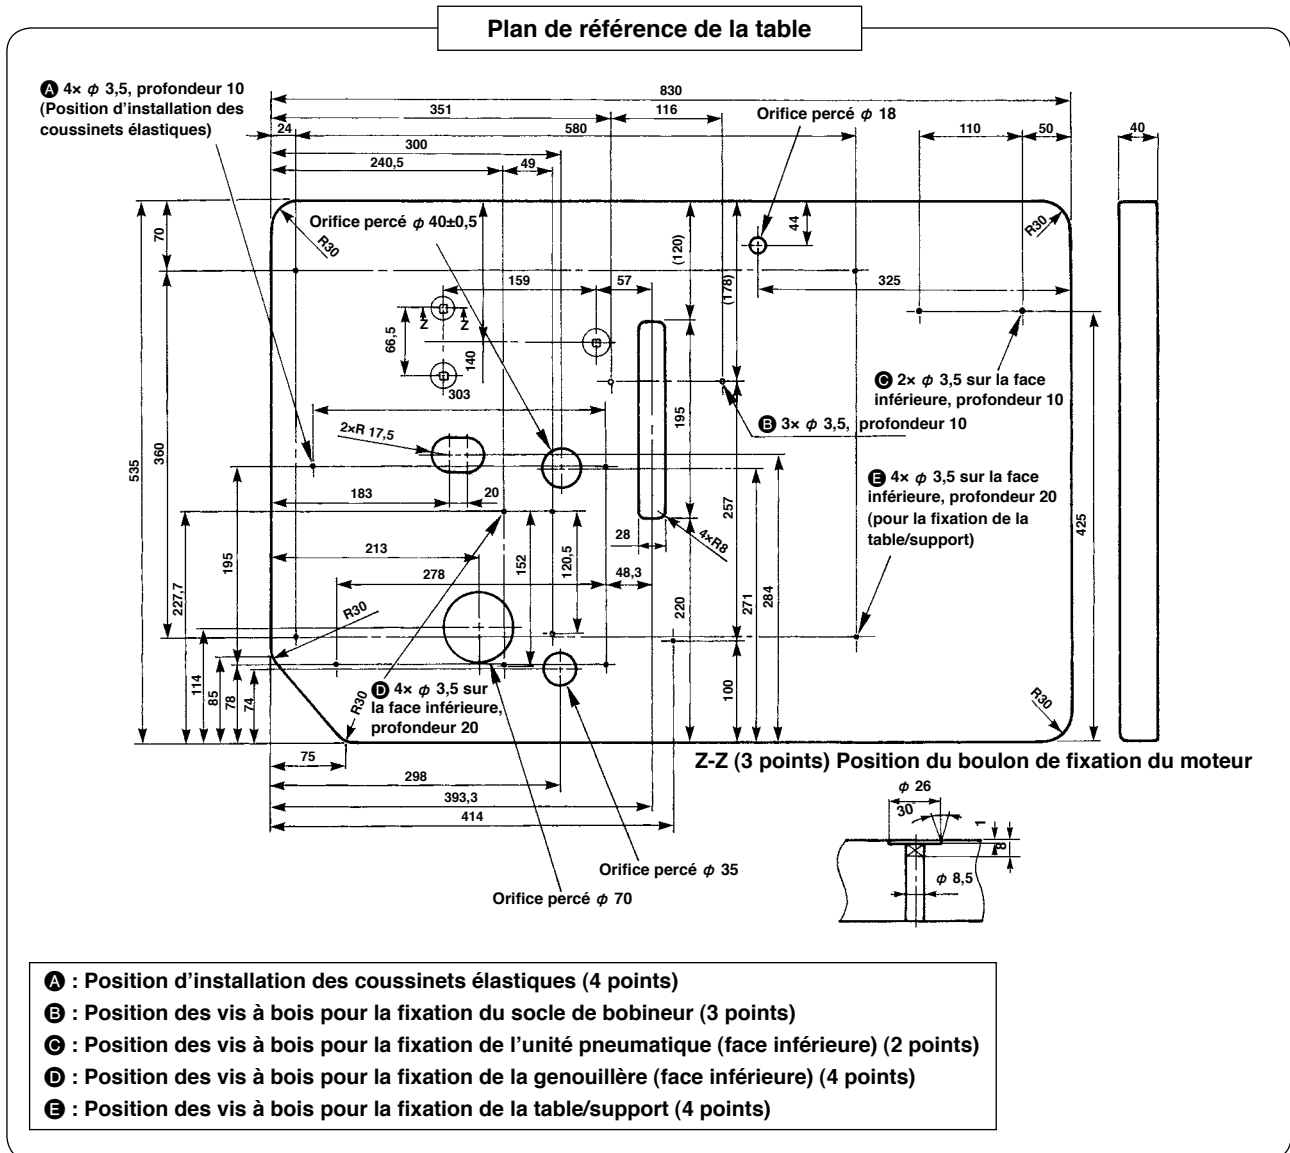 Plan de référence de la table
A 4× φ 3,5, profondeur 10
(Position d’installation des
coussinets élastiques)
830
351
116
Orifice percé φ 18
24
580
110
50
40
300
240,5
49
70
R30
Orifice percé φ 40±0,5
(120)
(178)
44
R30
159
57
325
Z
Z
66,5
140
303
C 2× φ 3,5 sur la face
inférieure, profondeur 10
B 3× φ 3,5, profondeur 10
195
2xR 17,5
360
535
183
20
E 4× φ 3,5 sur la face
inférieure, profondeur 20
(pour la fixation de la
table/support)
425
257
28
4xR8
213
195
227,7
152
120,5
278
48,3
220
271
284
R30
114
85
78
74
R30
D 4× φ 3,5 sur
la face inférieure,
profondeur 20
100
R30
75
Z-Z (3 points) Position du boulon de fixation du moteur
298
393,3
414
φ 26
30°
1
8
φ 8,5
Orifice percé φ 35
Orifice percé φ 70
A : Position d’installation des coussinets élastiques (4 points)
B : Position des vis à bois pour la fixation du socle de bobineur (3 points)
C : Position des vis à bois pour la fixation de l’unité pneumatique (face inférieure) (2 points)
D : Position des vis à bois pour la fixation de la genouillère (face inférieure) (4 points)
E : Position des vis à bois pour la fixation de la table/support (4 points)